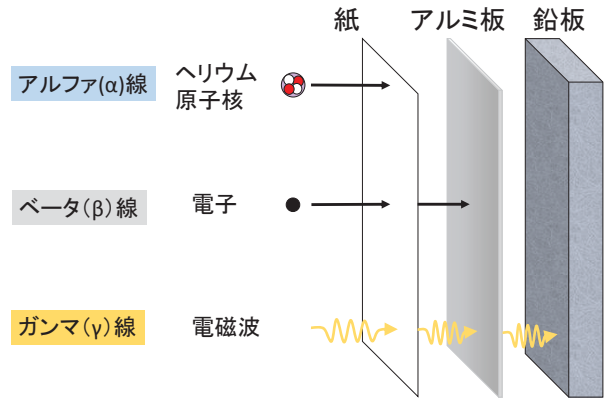 紙
アルミ板
鉛板
アルファ(α)線
ヘリウム
原子核
ベータ(β)線
電子
ガンマ(γ)線
電磁波